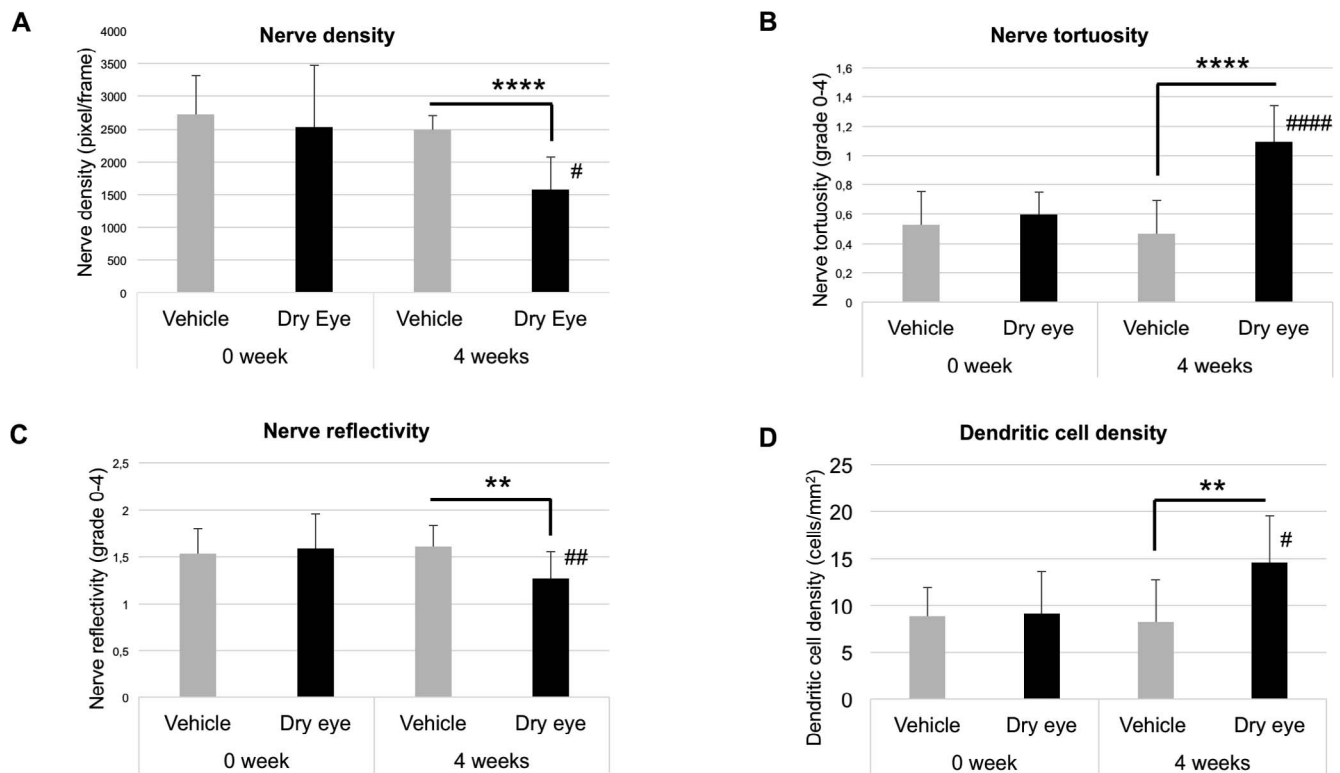 A
Nerve density
Nerve density (pixel/frame)
4000
3500
3000
2500
2000
1500
1000
500
0
****
#
Vehicle Dry Eye Vehicle Dry Eye
0 week 4 weeks
B
Nerve tortuosity
Nerve tortuosity (grade 0-4)
1,6
1,4
1,2
1
0,8
0,6
0,4
0,2
0
****
####
Vehicle Dry eye Vehicle Dry eye
0 week 4 weeks
C
Nerve reflectivity
Nerve reflectivity (grade 0-4)
2,5
2
1,5
1
0,5
0
**
##
Vehicle Dry eye Vehicle Dry eye
0 week 4 weeks
D
Dendritic cell density
Dendritic cell density (cells/mm²)
25
20
15
10
5
0
**
#
Vehicle Dry eye Vehicle Dry eye
0 week 4 weeks